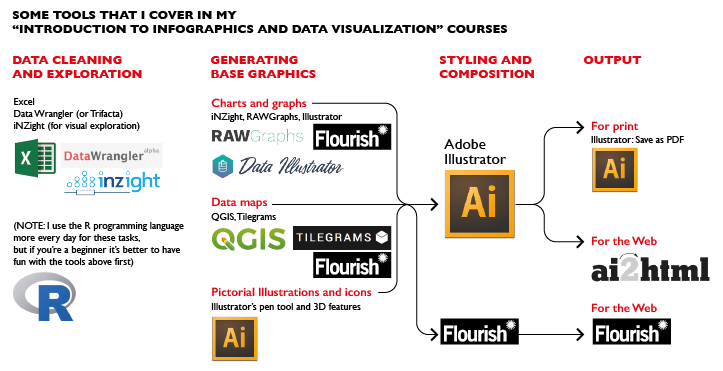 SOME TOOLS THAT I COVER IN MY
“INTRODUCTION TO INFOGRAPHICS AND DATA VISUALIZATION” COURSES
DATA CLEANING
AND EXPLORATION
Excel
Data Wrangler (or Trifacta)
iNZight (for visual exploration)
X
DataWrangler alpha
inzight
(NOTE: I use the R programming language
more every day for these tasks,
but if you’re a beginner it’s better to have
fun with the tools above first)
R
GENERATING
BASE GRAPHICS
Charts and graphs
iNZight, RAWGraphs, Illustrator
RAWGraphs
Flourish
Data Illustrator
Data maps
QGIS, Tilegrams
QGIS
TILEGRAMS
Flourish
Pictorial Illustrations and icons
Illustrator’s pen tool and 3D features
Ai
STYLING AND
COMPOSITION
Adobe
Illustrator
Ai
Flourish
OUTPUT
For print
Illustrator: Save as PDF
Ai
For the Web
ai2html
For the Web
Flourish